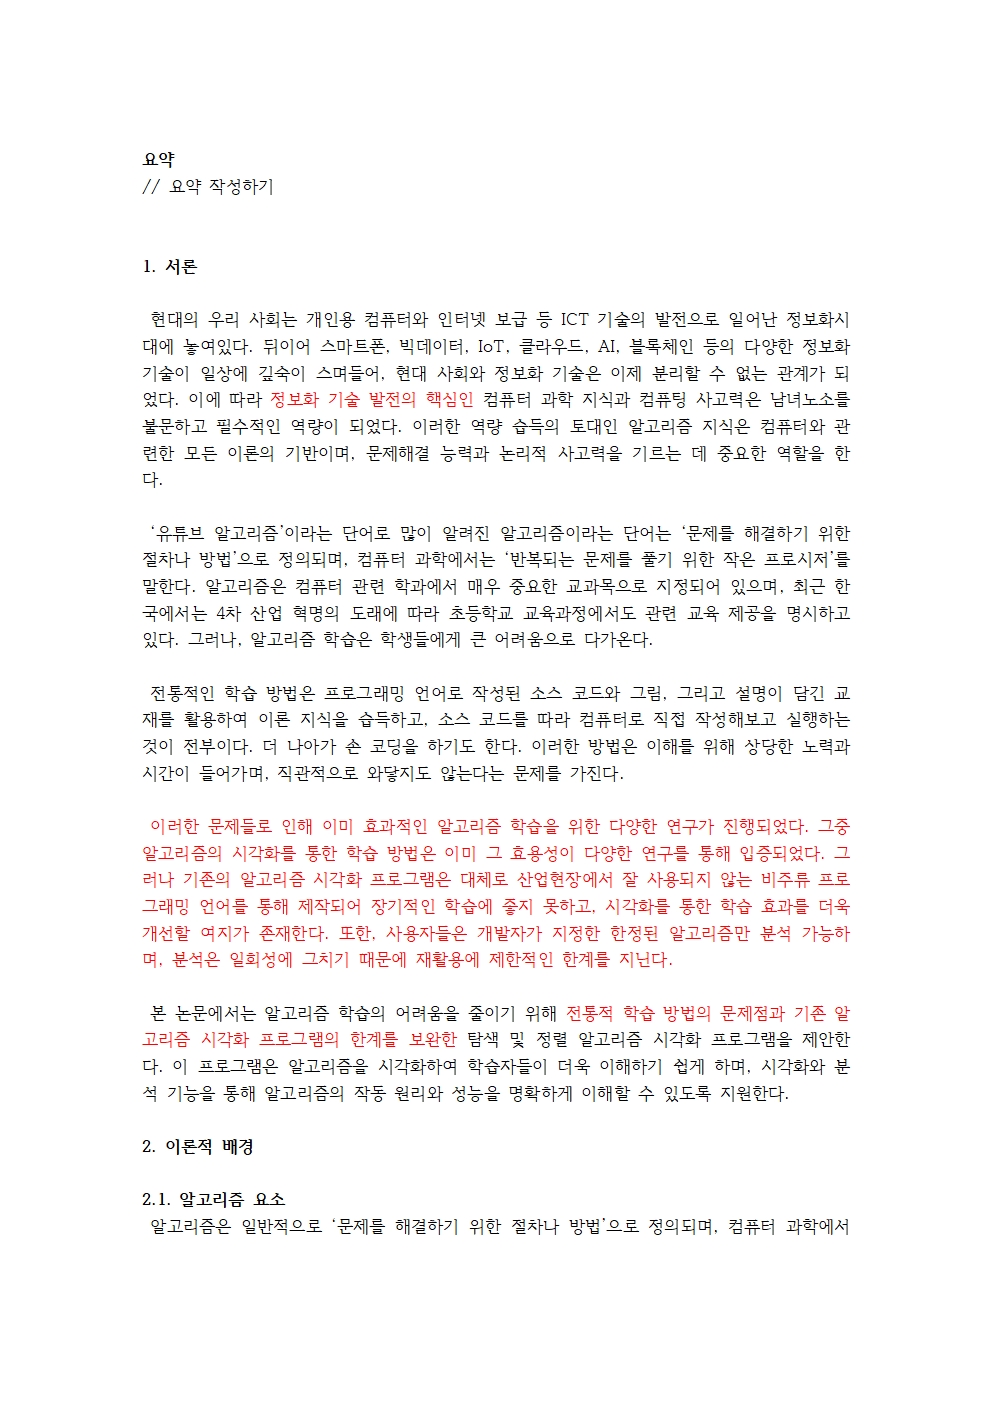 요약
// 요약 작성하기
1. 서론
현대의 우리 사회는 개인용 컴퓨터와 인터넷 보급 등 ICT 기술의 발전으로 일어난 정보화시
대에 놓여있다. 뒤이어 스마트폰, 빅데이터, IoT, 클라우드, AI, 블록체인 등의 다양한 정보화
기술이 일상에 깊숙이 스며들어, 현대 사회와 정보화 기술은 이제 분리할 수 없는 관계가 되
었다. 이에 따라 정보화 기술 발전의 핵심인 컴퓨터 과학 지식과 컴퓨팅 사고력은 남녀노소를
불문하고 필수적인 역량이 되었다. 이러한 역량 습득의 토대인 알고리즘 지식은 컴퓨터와 관
련한 모든 이론의 기반이며, 문제해결 능력과 논리적 사고력을 기르는 데 중요한 역할을 한
다.
‘유튜브 알고리즘’이라는 단어로 많이 알려진 알고리즘이라는 단어는 ‘문제를 해결하기 위한
절차나 방법’으로 정의되며, 컴퓨터 과학에서는 ‘반복되는 문제를 풀기 위한 작은 프로시저’를
말한다. 알고리즘은 컴퓨터 관련 학과에서 매우 중요한 교과목으로 지정되어 있으며, 최근 한
국에서는 4차 산업 혁명의 도래에 따라 초등학교 교육과정에서도 관련 교육 제공을 명시하고
있다. 그러나, 알고리즘 학습은 학생들에게 큰 어려움으로 다가온다.
전통적인 학습 방법은 프로그래밍 언어로 작성된 소스 코드와 그림, 그리고 설명이 담긴 교
재를 활용하여 이론 지식을 습득하고, 소스 코드를 따라 컴퓨터로 직접 작성해보고 실행하는
것이 전부이다. 더 나아가 손 코딩을 하기도 한다. 이러한 방법은 이해를 위해 상당한 노력과
시간이 들어가며, 직관적으로 와닿지도 않는다는 문제를 가진다.
이러한 문제들로 인해 이미 효과적인 알고리즘 학습을 위한 다양한 연구가 진행되었다. 그중
알고리즘의 시각화를 통한 학습 방법은 이미 그 효용성이 다양한 연구를 통해 입증되었다. 그
러나 기존의 알고리즘 시각화 프로그램은 대체로 산업현장에서 잘 사용되지 않는 비주류 프로
그래밍 언어를 통해 제작되어 장기적인 학습에 좋지 못하고, 시각화를 통한 학습 효과를 더욱
개선할 여지가 존재한다. 또한, 사용자들은 개발자가 지정한 한정된 알고리즘만 분석 가능하
며, 분석은 일회성에 그치기 때문에 재활용에 제한적인 한계를 지닌다.
본 논문에서는 알고리즘 학습의 어려움을 줄이기 위해 전통적 학습 방법의 문제점과 기존 알
고리즘 시각화 프로그램의 한계를 보완한 탐색 및 정렬 알고리즘 시각화 프로그램을 제안한
다. 이 프로그램은 알고리즘을 시각화하여 학습자들이 더욱 이해하기 쉽게 하며, 시각화와 분
석 기능을 통해 알고리즘의 작동 원리와 성능을 명확하게 이해할 수 있도록 지원한다.
2. 이론적 배경
2.1. 알고리즘 요소
알고리즘은 일반적으로 ‘문제를 해결하기 위한 절차나 방법’으로 정의되며, 컴퓨터 과학에서